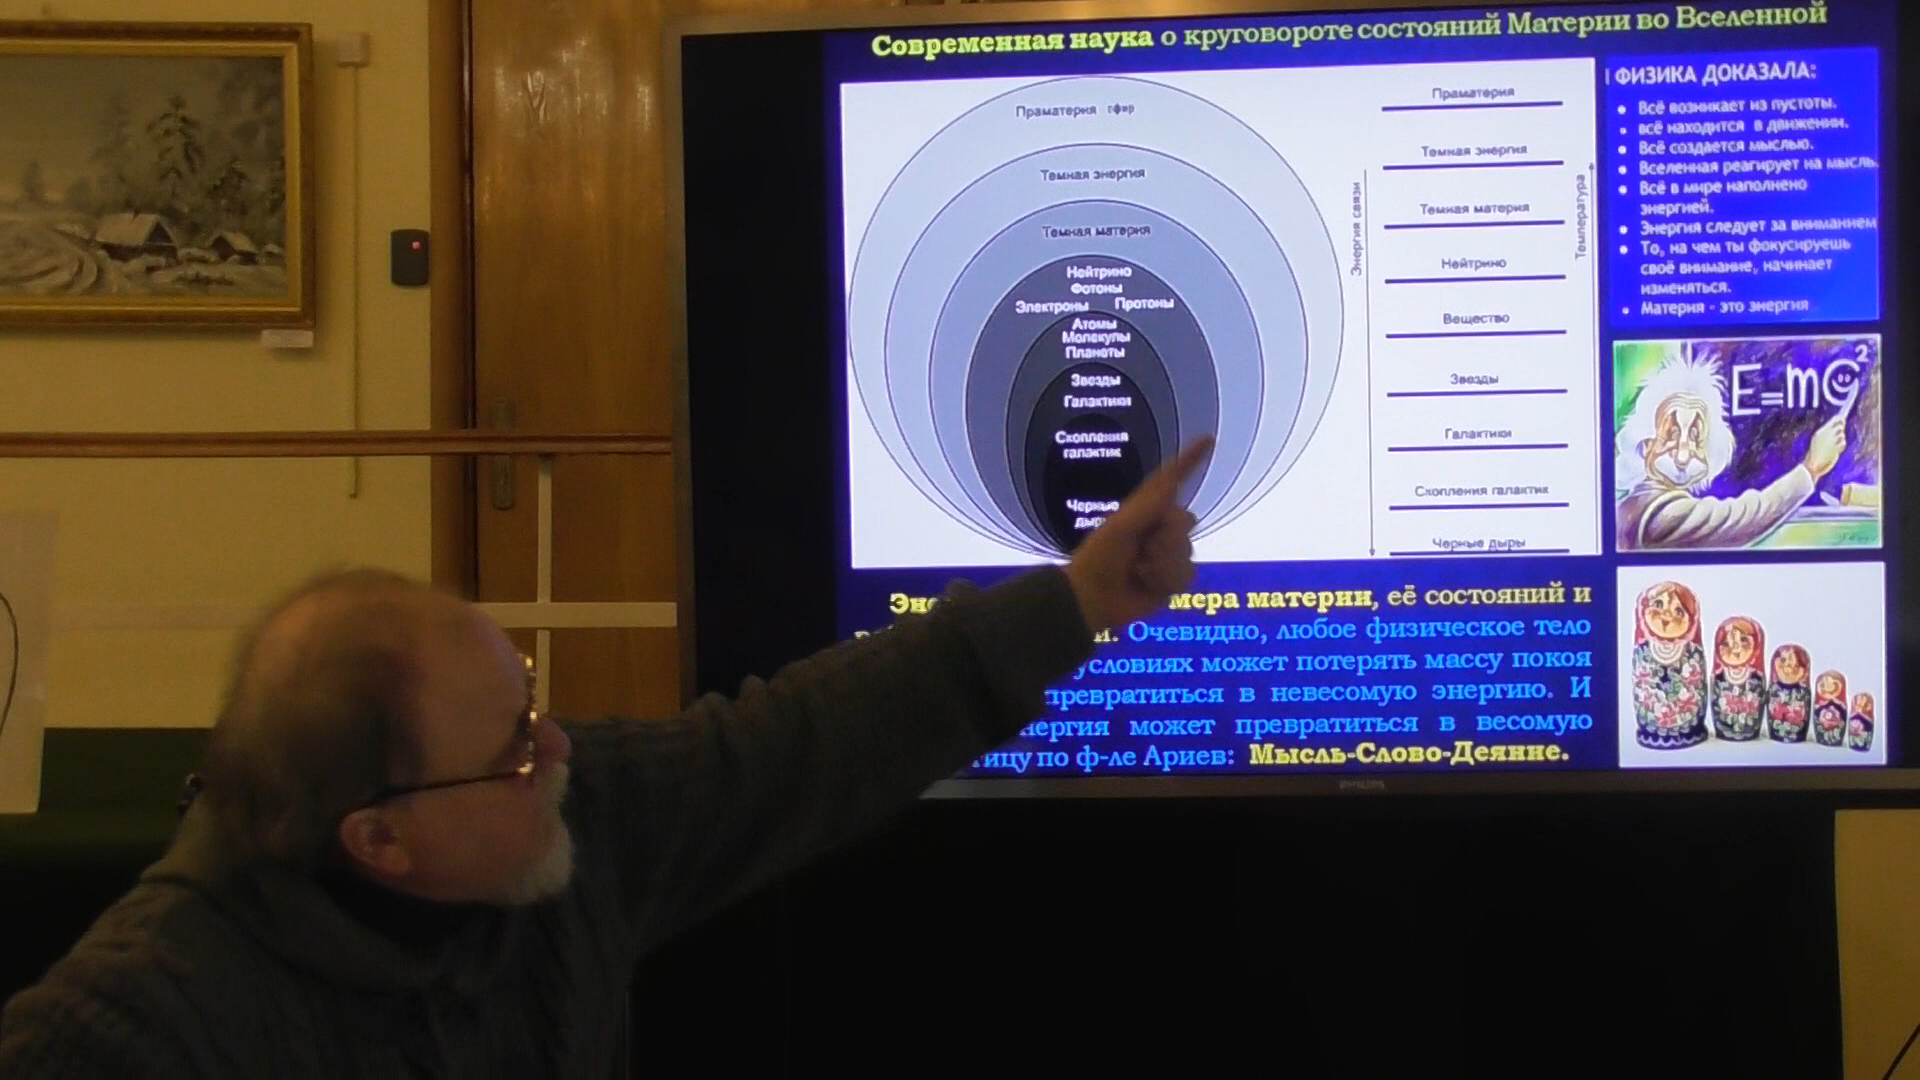 Современная наука о круговороте состояний Материи во Вселенной
Праматерия эфир
Темная энергия
Темная материя
Нейтрино
Фотоны
Электроны Протоны
Атомы
Молекулы
Планеты
Звезды
Галактики
Скопления
галактик
Черные
дыры
Энергия связи
Праматерия
Темная энергия
Темная материя
Нейтрино
Вещество
Звезды
Галактики
Скопления галактик
Черные дыры
Температура
ФИЗИКА ДОКАЗАЛА:
• Всё возникает из пустоты.
• всё находится в движении.
• Всё создается мыслью.
• Вселенная реагирует на мысль.
• Всё в мире наполнено
энергией.
• Энергия следует за вниманием
• То, на чем ты фокусируешь
своё внимание, начинает
изменяться.
• Материя - это энергия
E=mc²
мера материи, её состояний и
и. Очевидно, любое физическое тело
условиях может потерять массу покоя
превратиться в невесомую энергию. И
нергия может превратиться в весомую
тицу по ф-ле Ариев: Мысль-Слово-Деяние.
PHILIPS